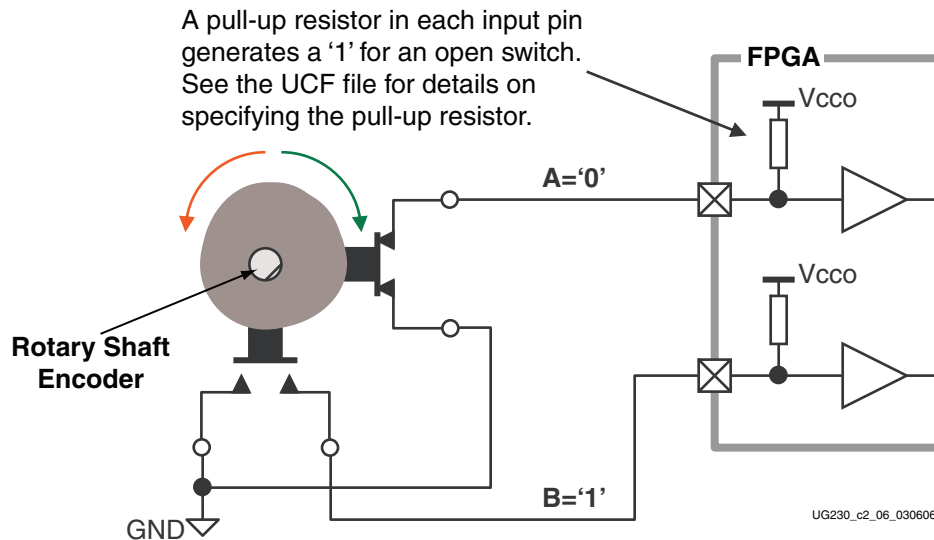 A pull-up resistor in each input pin
generates a ‘1’ for an open switch.
See the UCF file for details on
specifying the pull-up resistor.
FPGA
Vcco
A=‘0’
Vcco
Rotary Shaft
Encoder
B=‘1’
GND
UG230_c2_06_030606